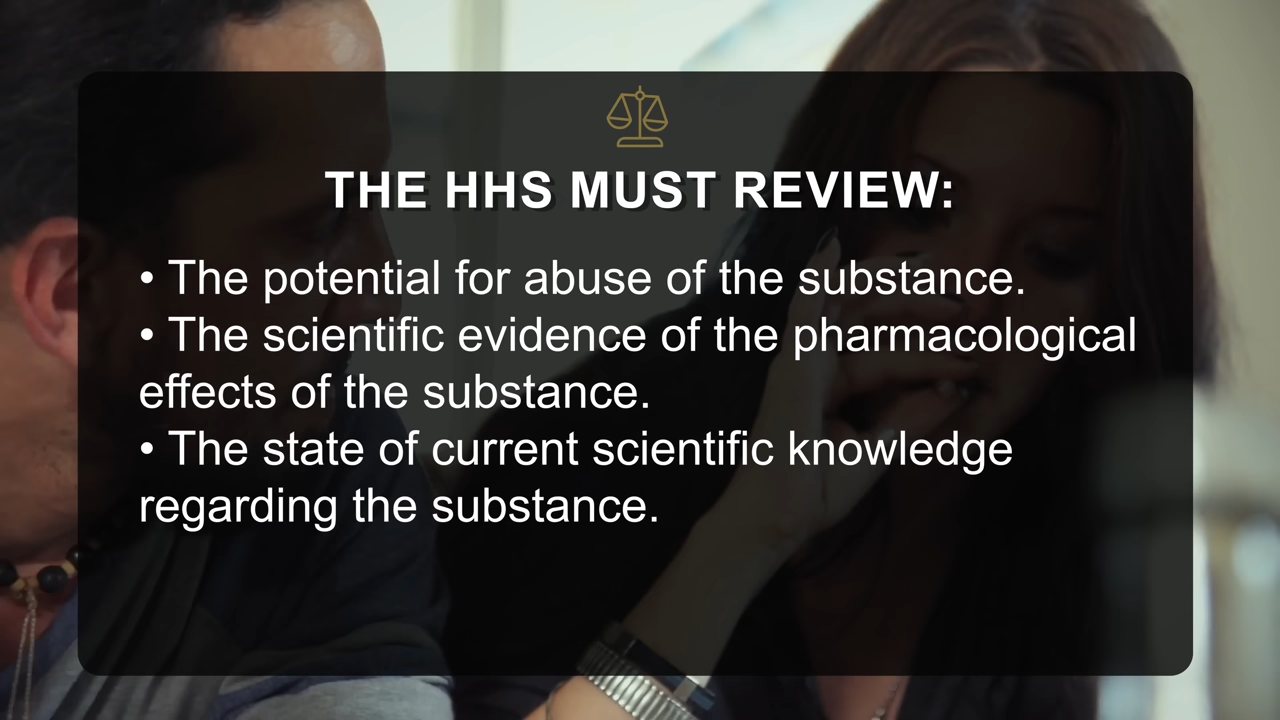 THE HHS MUST REVIEW:
• The potential for abuse of the substance.
• The scientific evidence of the pharmacological
effects of the substance.
• The state of current scientific knowledge
regarding the substance.